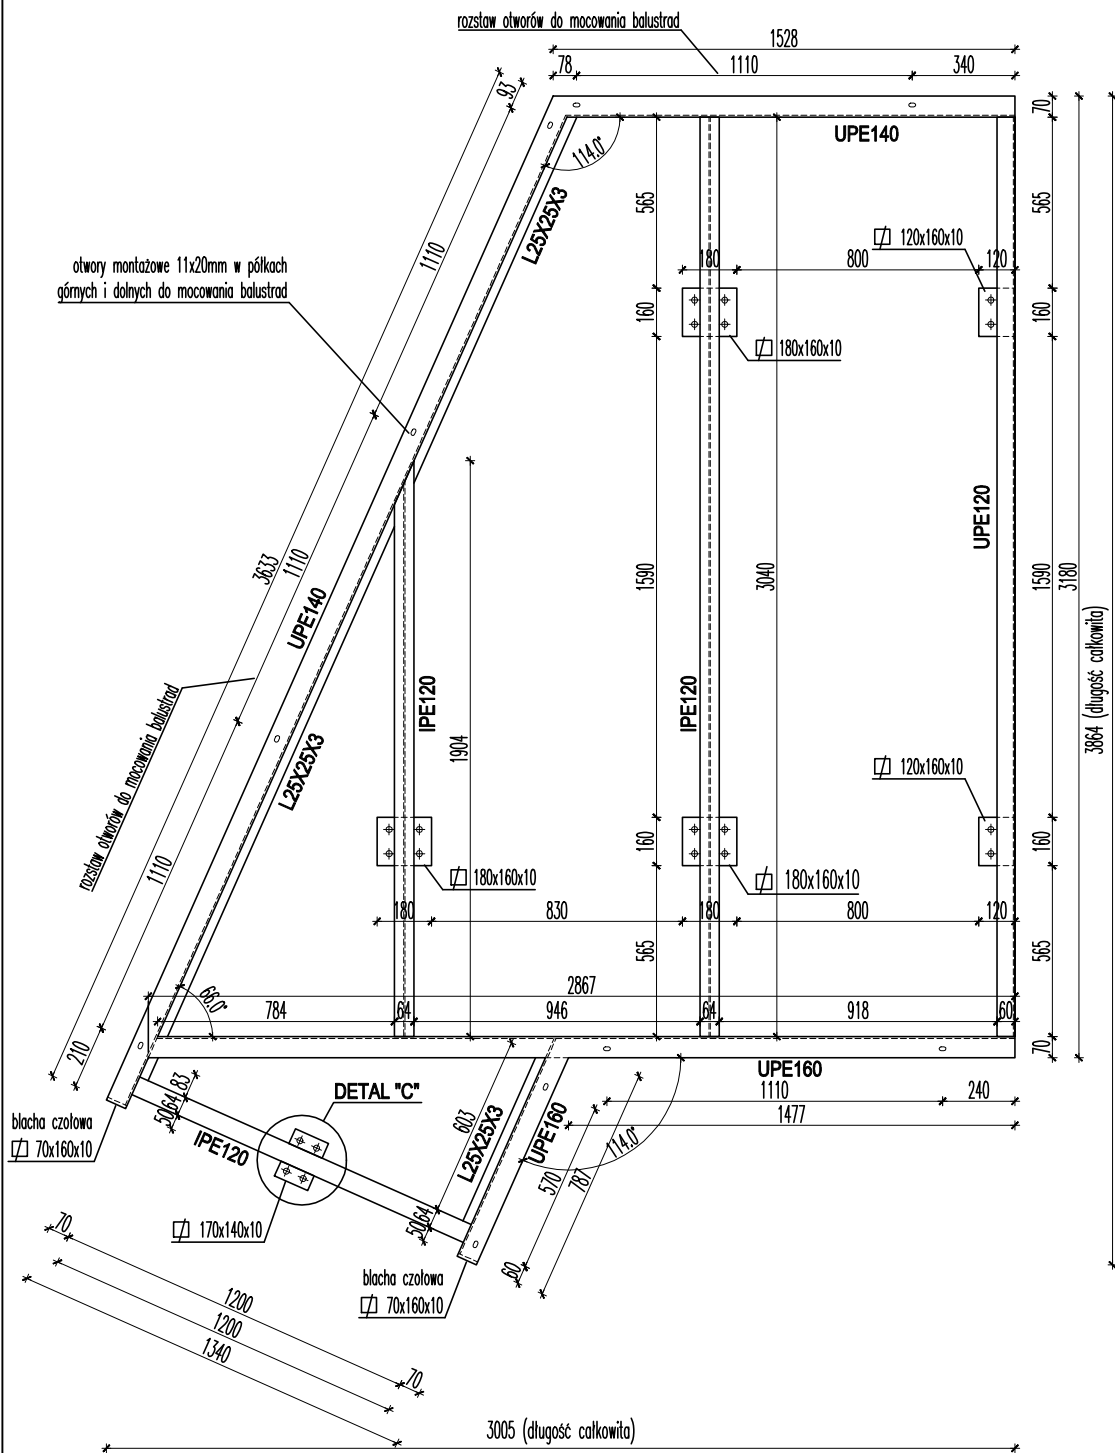 rozstaw otworów do mocowania balustrad
1528
78
1110
340
93
70
UPE140
114.0°
L25X25X3
1110
565
565
120x160x10
180
800
120
otwory montażowe 11x20mm w półkach
górnych i dolnych do mocowania balustrad
160
160
180x160x10
3633
1110
UPE140
UPE120
1590
3040
1590
3180
3864 (długość całkowita)
IPE120
IPE120
1904
rozstaw otworów do mocowania balustrad
L25X25X3
120x160x10
1110
160
160
180x160x10
180x160x10
180
830
180
800
120
565
565
66.0°
2867
784
64
946
64
918
60
70
210
UPE160
1110
240
1477
DETAL "C"
83
64
50
603
L25X25X3
UPE160
114.0°
570
787
blacha czołowa
70x160x10
IPE120
64
50
60
170x140x10
blacha czołowa
70x160x10
70
1200
1200
1340
70
3005 (długość całkowita)